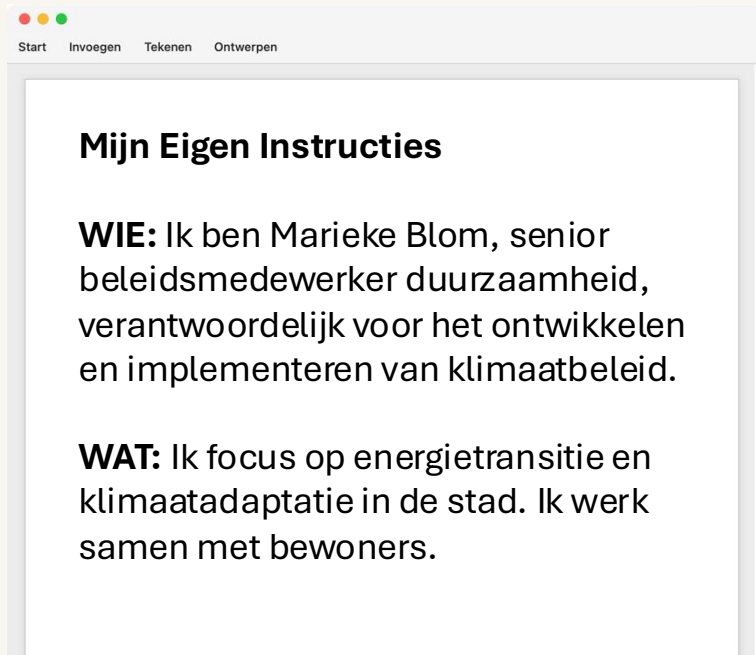 Start Invoegen Tekenen Ontwerpen
Mijn Eigen Instructies
WIE: Ik ben Marieke Blom, senior
beleidsmedewerker duurzaamheid,
verantwoordelijk voor het ontwikkelen
en implementeren van klimaatbeleid.
WAT: Ik focus op energietransitie en
klimaatadaptatie in de stad. Ik werk
samen met bewoners.